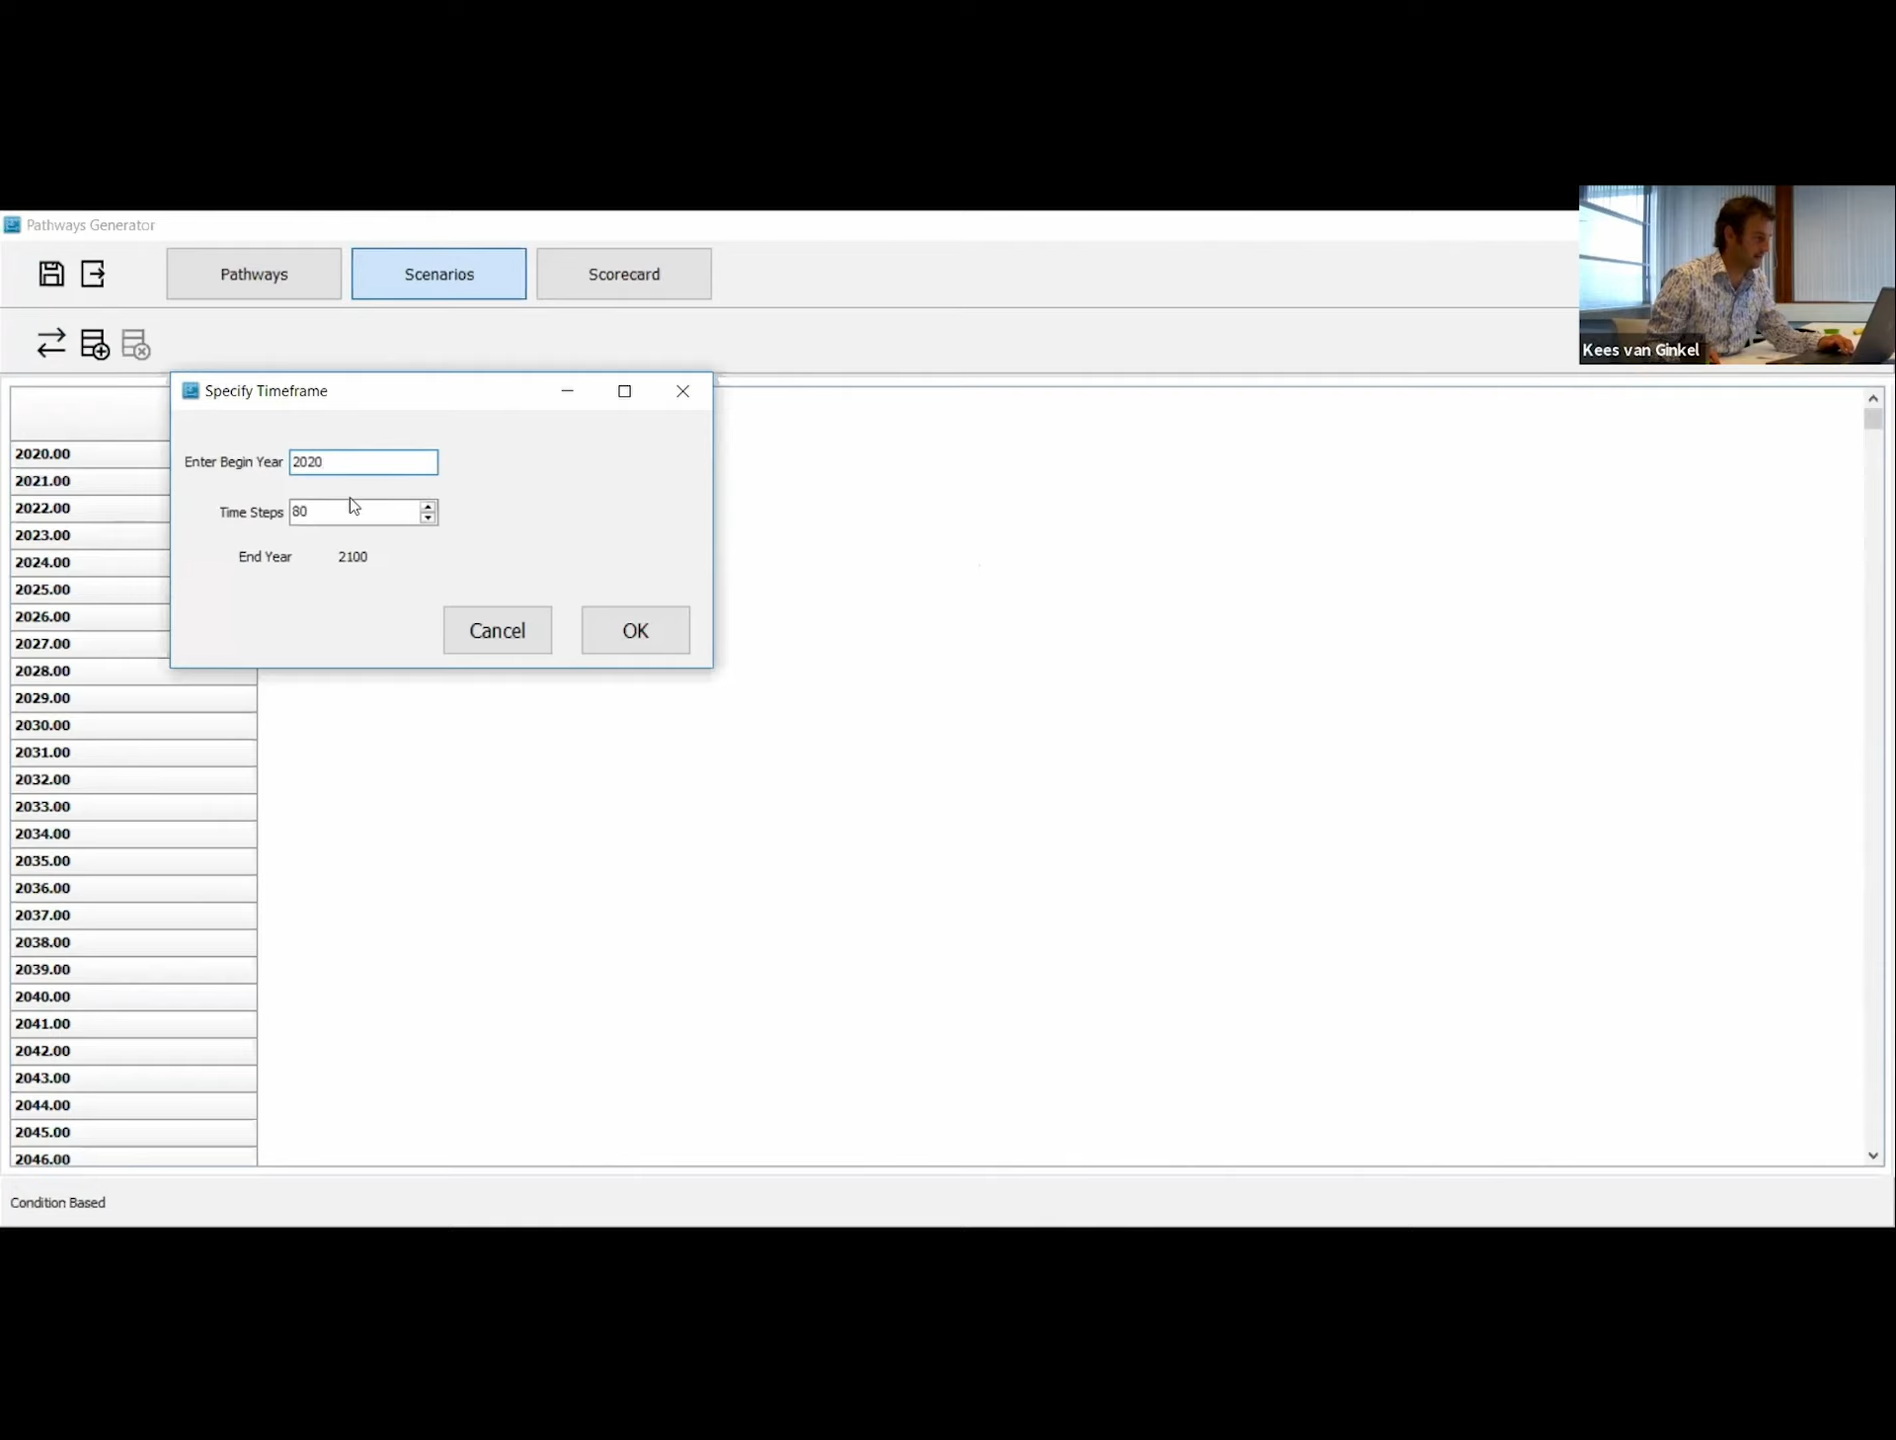 Pathways Generator
Pathways
Scenarios
Scorecard
Kees van Ginkel
Specify Timeframe
Enter Begin Year 2020
Time Steps 80
End Year 2100
Cancel
OK
2020.00
2021.00
2022.00
2023.00
2024.00
2025.00
2026.00
2027.00
2028.00
2029.00
2030.00
2031.00
2032.00
2033.00
2034.00
2035.00
2036.00
2037.00
2038.00
2039.00
2040.00
2041.00
2042.00
2043.00
2044.00
2045.00
2046.00
Condition Based